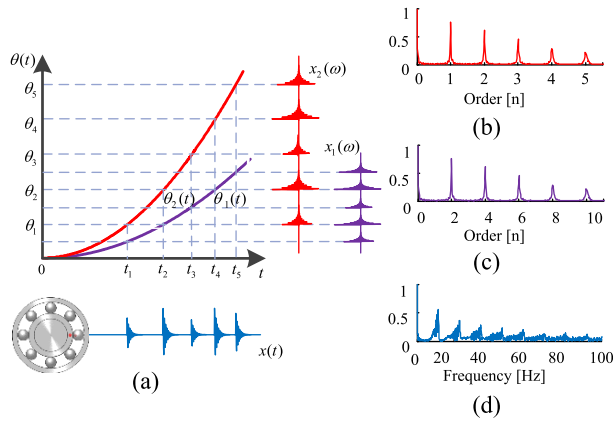 θ(t)
θ₅
θ₄
θ₃
θ₂
θ₁
0
t₁
t₂
t₃
t₄
t₅
t
θ₂(t)
θ₁(t)
x₂(ω)
x₁(ω)
x(t)
(a)
1
0.5
0
0
1
2
3
4
5
Order [n]
(b)
1
0.5
0
0
2
4
6
8
10
Order [n]
(c)
1
0.5
0
0
20
40
60
80
100
Frequency [Hz]
(d)